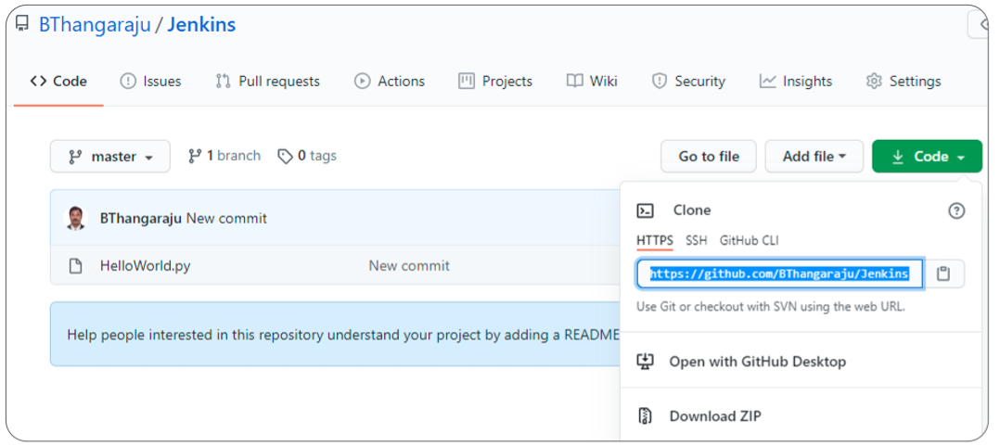 BThangaraju / Jenkins
Code Issues Pull requests Actions Projects Wiki Security Insights Settings
master 1 branch 0 tags Go to file Add file Code
BThangaraju New commit
HelloWorld.py New commit
Help people interested in this repository understand your project by adding a README
Clone
HTTPS SSH GitHub CLI
https://github.com/BThangaraju/Jenkins
Use Git or checkout with SVN using the web URL.
Open with GitHub Desktop
Download ZIP